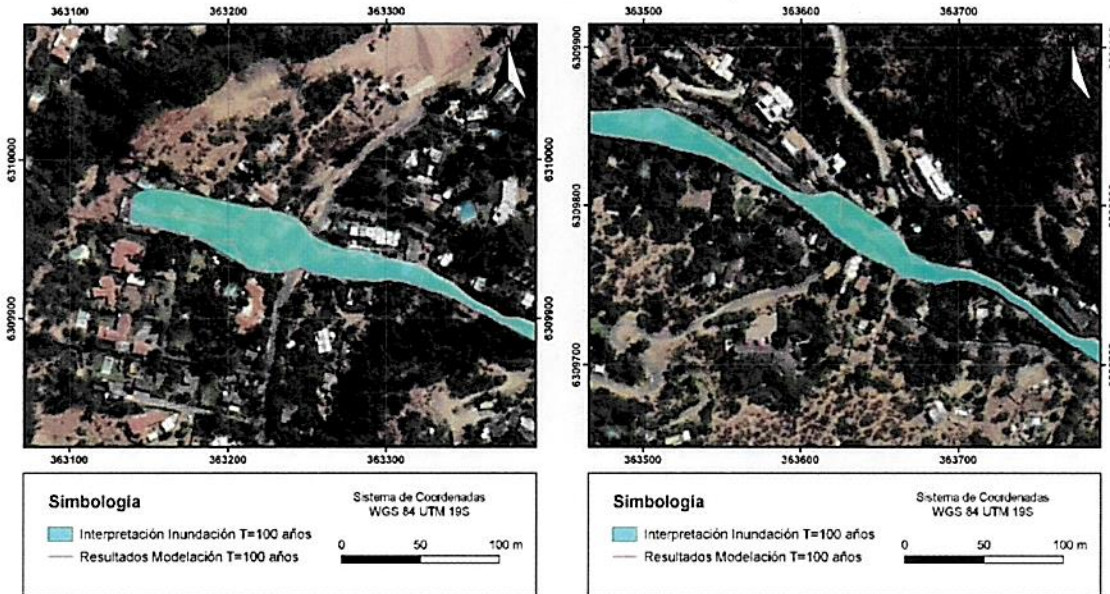 363100 363200 363300
6310000 6310000
6309900 6309900
363100 363200 363300
Simbología
Sistema de Coordenadas
WGS 84 UTM 19S
Interpretación Inundación T=100 años
Resultados Modelación T=100 años
0 50 100 m
363500 363600 363700
6309900
6309800
6309700
363500 363600 363700
Simbología
Sistema de Coordenadas
WGS 84 UTM 19S
Interpretación Inundación T=100 años
Resultados Modelación T=100 años
0 50 100 m